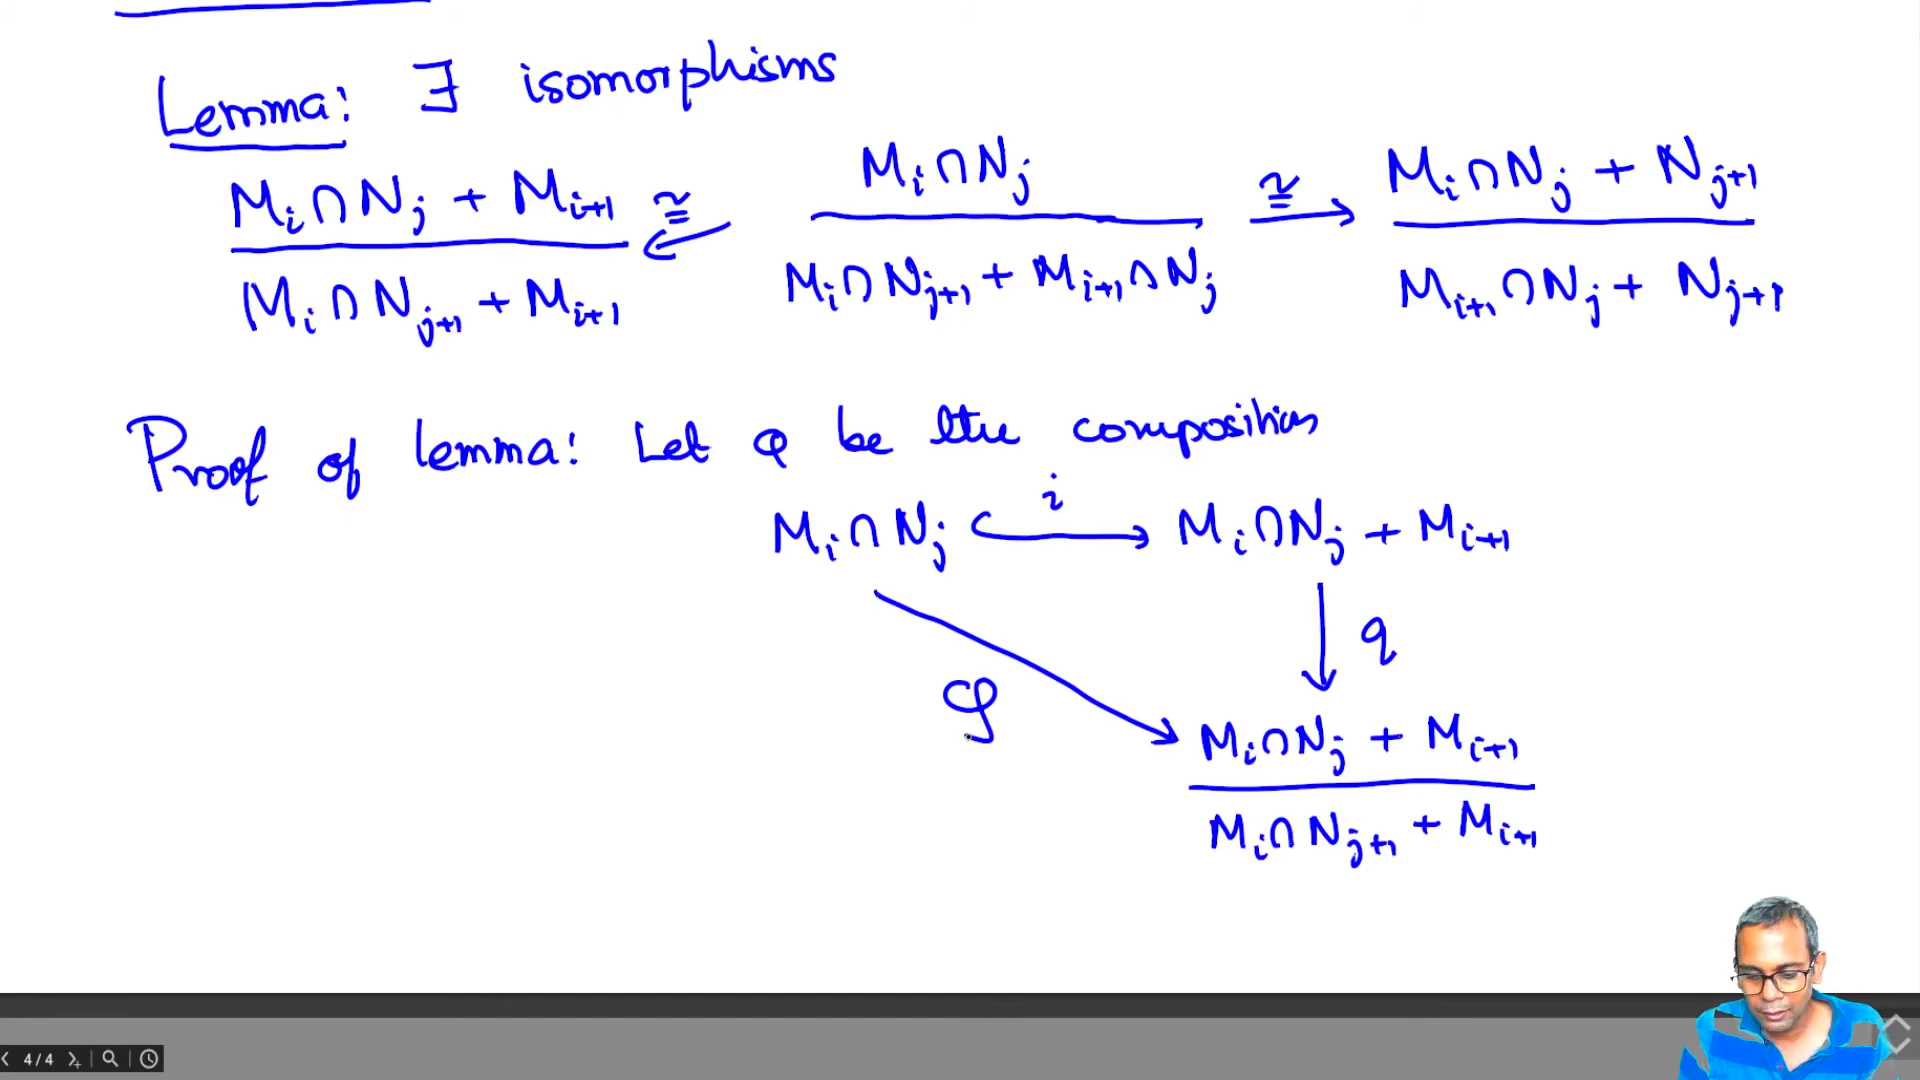 Lemma: ∃ isomorphisms
(M_i ∩ N_j + M_{i+1}) / (M_i ∩ N_{j+1} + M_{i+1}) ≅← (M_i ∩ N_j) / (M_i ∩ N_{j+1} + M_{i+1} ∩ N_j) ≅→ (M_i ∩ N_j + N_{j+1}) / (M_{i+1} ∩ N_j + N_{j+1})
Proof of lemma: Let φ be the composition
M_i ∩ N_j ↪ i M_i ∩ N_j + M_{i+1}
↓ q
φ
(M_i ∩ N_j + M_{i+1}) / (M_i ∩ N_{j+1} + M_{i+1})
4/4